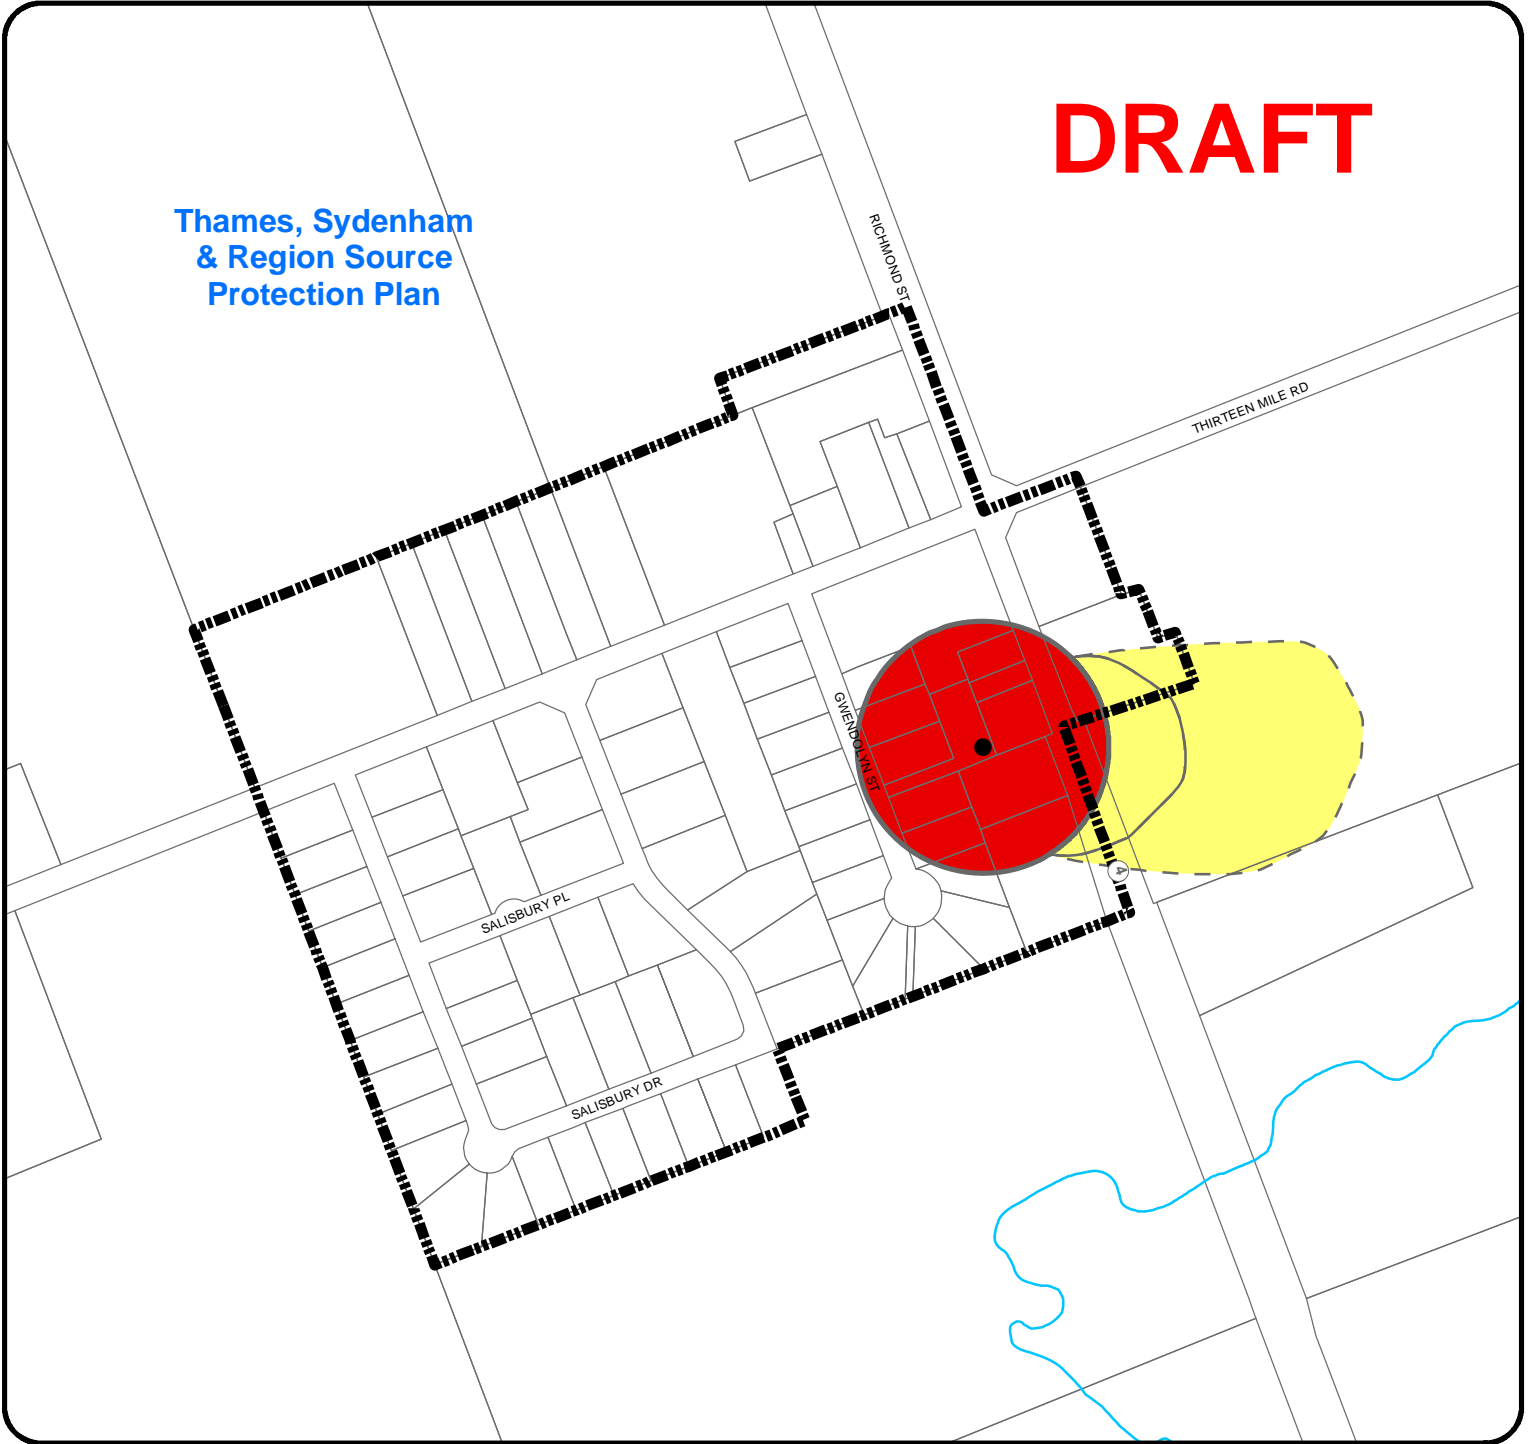 DRAFT
Thames, Sydenham
& Region Source
Protection Plan
RICHMOND ST
THIRTEEN MILE RD
GWENDOLYN ST
4
SALISBURY PL
SALISBURY DR